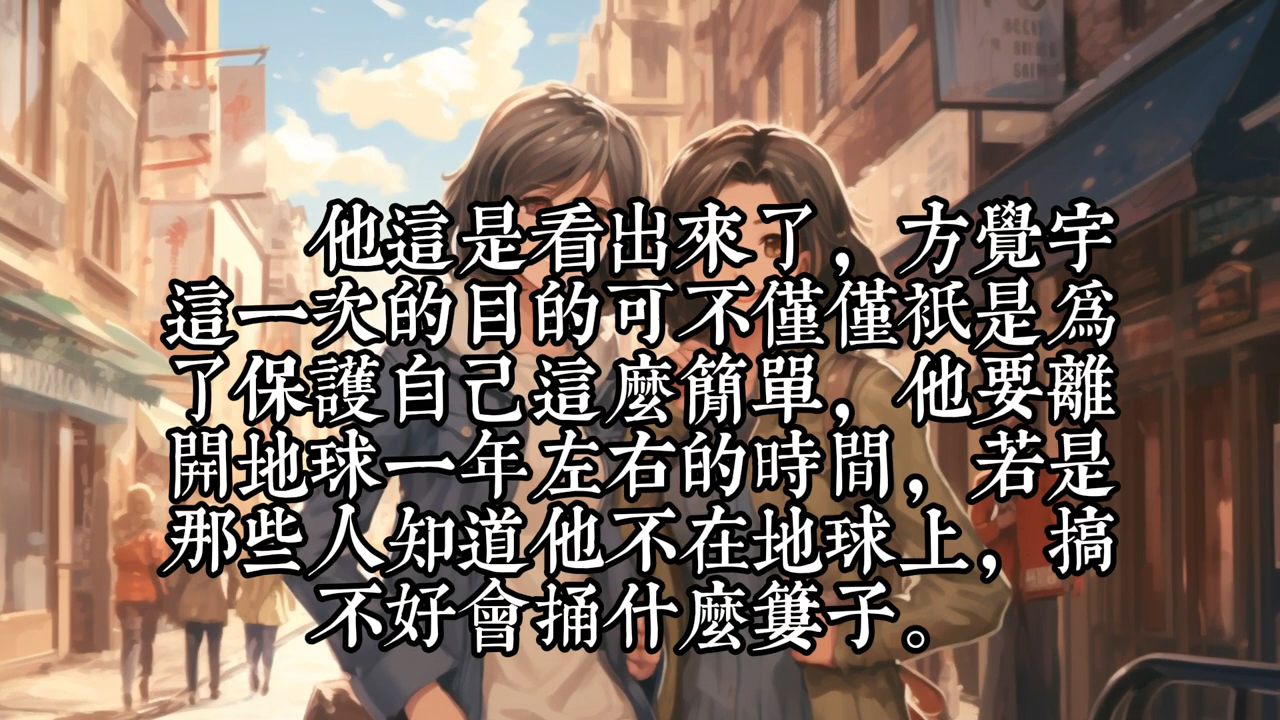 他這是看出來了，方覺宇
這一次的目的可不僅僅衹是爲
了保護自己這麽簡單，他要離
開地球一年左右的時間，若是
那些人知道他不在地球上，搞
不好會捅什麽簍子。